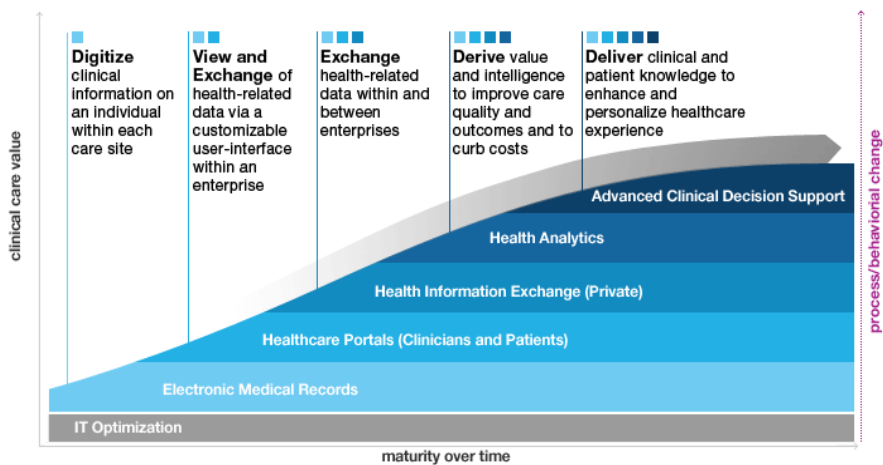 Digitize
clinical
information on
an individual
within each
care site
View and
Exchange of
health-related
data via a
customizable
user-interface
within an
enterprise
Exchange
health-related
data within and
between
enterprises
Derive value
and intelligence
to improve care
quality and
outcomes and to
curb costs
Deliver clinical and
patient knowledge to
enhance and
personalize healthcare
experience
clinical care value
process/behaviorial change
Advanced Clinical Decision Support
Health Analytics
Health Information Exchange (Private)
Healthcare Portals (Clinicians and Patients)
Electronic Medical Records
IT Optimization
maturity over time